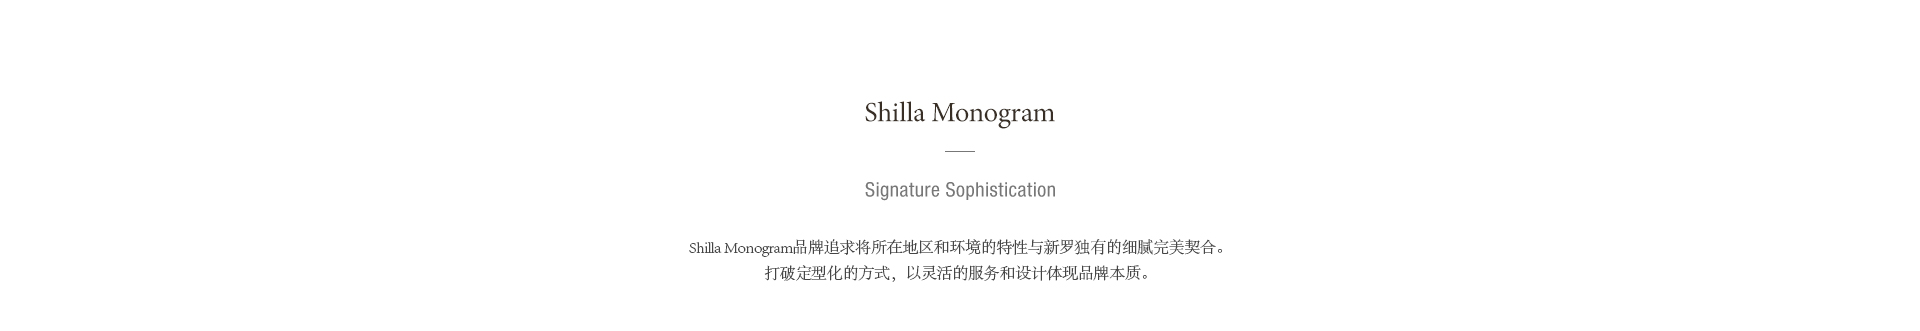 Shilla Monogram
Signature Sophistication
Shilla Monogram品牌追求将所在地区和环境的特性与新罗独有的细腻完美契合。
打破定型化的方式，以灵活的服务和设计体现品牌本质。